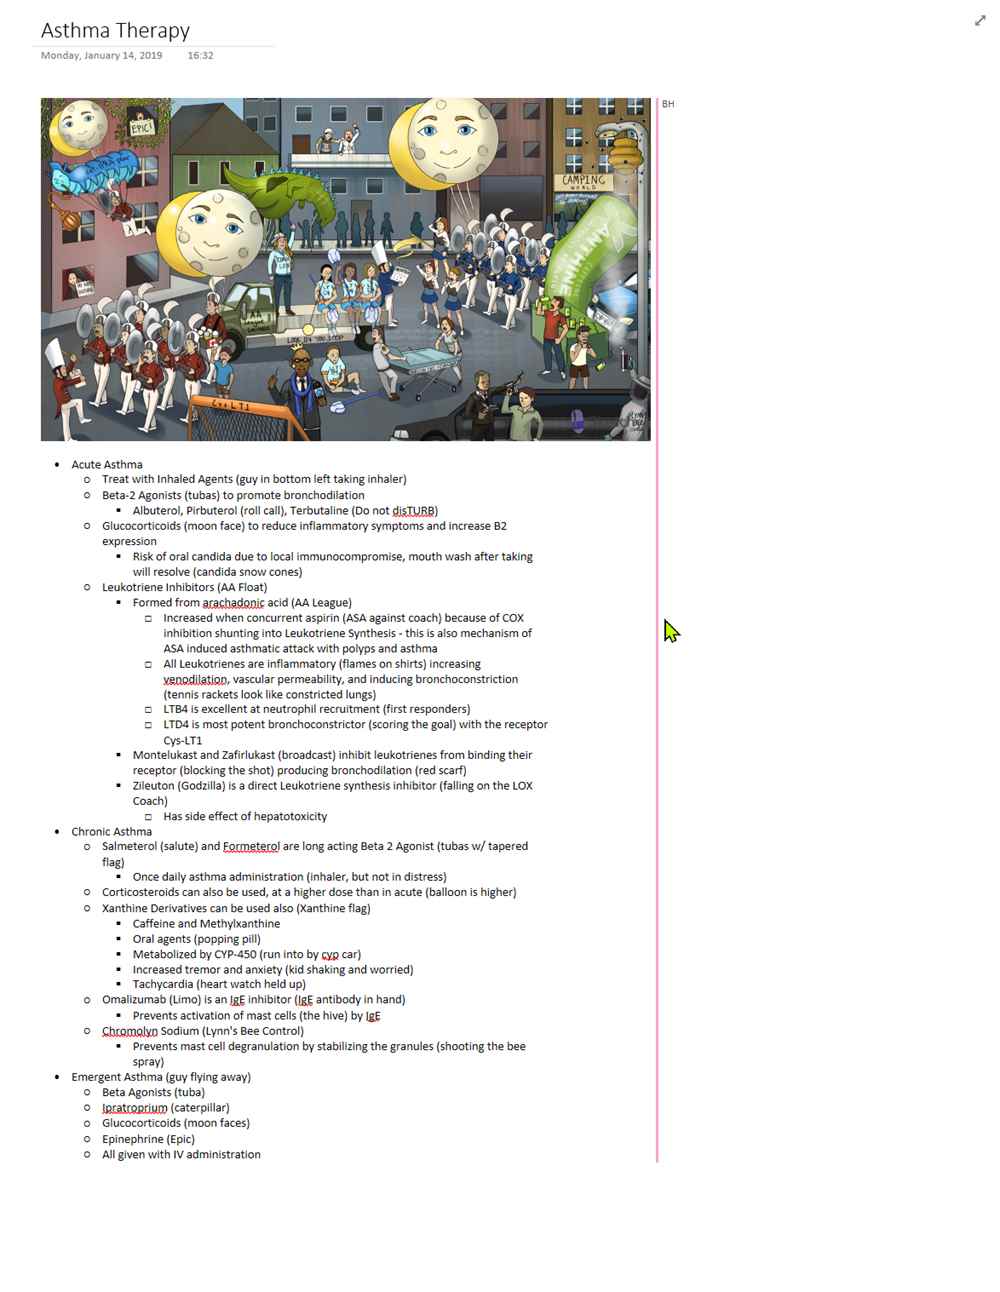 Asthma Therapy
Monday, January 14, 2019 16:32
BH
EPIC!
CAMPING
WORLD
XANTHINE
AA
LOOK ON YOU, COOP
Cys-LT1
• Acute Asthma
o Treat with Inhaled Agents (guy in bottom left taking inhaler)
o Beta-2 Agonists (tubas) to promote bronchodilation
▪ Albuterol, Pirbuterol (roll call), Terbutaline (Do not disTURB)
o Glucocorticoids (moon face) to reduce inflammatory symptoms and increase B2
expression
▪ Risk of oral candida due to local immunocompromise, mouth wash after taking
will resolve (candida snow cones)
o Leukotriene Inhibitors (AA Float)
▪ Formed from arachadonic acid (AA League)
□ Increased when concurrent aspirin (ASA against coach) because of COX
inhibition shunting into Leukotriene Synthesis - this is also mechanism of
ASA induced asthmatic attack with polyps and asthma
□ All Leukotrienes are inflammatory (flames on shirts) increasing
venodilation, vascular permeability, and inducing bronchoconstriction
(tennis rackets look like constricted lungs)
□ LTB4 is excellent at neutrophil recruitment (first responders)
□ LTD4 is most potent bronchoconstrictor (scoring the goal) with the receptor
Cys-LT1
▪ Montelukast and Zafirlukast (broadcast) inhibit leukotrienes from binding their
receptor (blocking the shot) producing bronchodilation (red scarf)
▪ Zileuton (Godzilla) is a direct Leukotriene synthesis inhibitor (falling on the LOX
Coach)
□ Has side effect of hepatotoxicity
• Chronic Asthma
o Salmeterol (salute) and Formeterol are long acting Beta 2 Agonist (tubas w/ tapered
flag)
▪ Once daily asthma administration (inhaler, but not in distress)
o Corticosteroids can also be used, at a higher dose than in acute (balloon is higher)
o Xanthine Derivatives can be used also (Xanthine flag)
▪ Caffeine and Methylxanthine
▪ Oral agents (popping pill)
▪ Metabolized by CYP-450 (run into by cyp car)
▪ Increased tremor and anxiety (kid shaking and worried)
▪ Tachycardia (heart watch held up)
o Omalizumab (Limo) is an IgE inhibitor (IgE antibody in hand)
▪ Prevents activation of mast cells (the hive) by IgE
o Chromolyn Sodium (Lynn's Bee Control)
▪ Prevents mast cell degranulation by stabilizing the granules (shooting the bee
spray)
• Emergent Asthma (guy flying away)
o Beta Agonists (tuba)
o Ipratroprium (caterpillar)
o Glucocorticoids (moon faces)
o Epinephrine (Epic)
o All given with IV administration